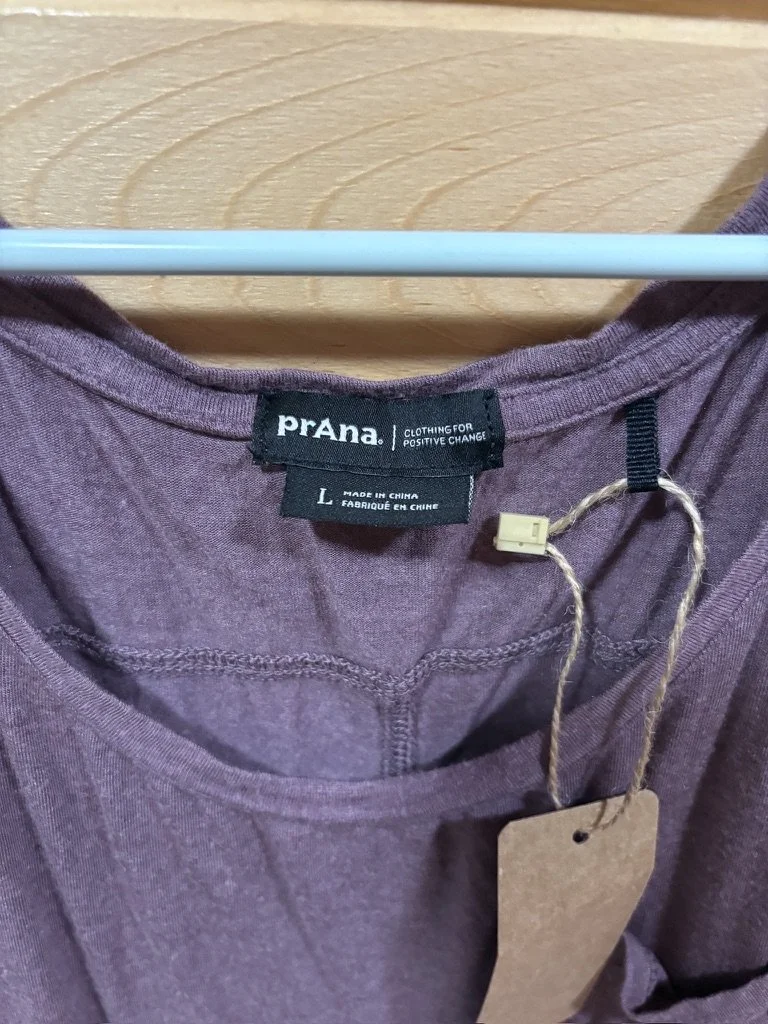 prAna.
CLOTHING FOR
POSITIVE CHANGE
L
MADE IN CHINA
FABRIQUÉ EN CHINE